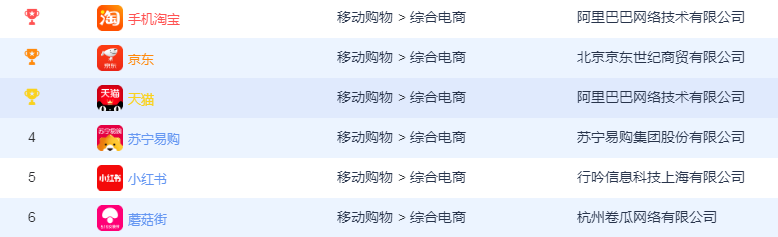 淘 手机淘宝 移动购物 > 综合电商 阿里巴巴网络技术有限公司
京东 京东 移动购物 > 综合电商 北京京东世纪商贸有限公司
天猫 天猫 移动购物 > 综合电商 阿里巴巴网络技术有限公司
4 苏宁易购 苏宁易购 移动购物 > 综合电商 苏宁易购集团股份有限公司
5 小红书 小红书 移动购物 > 综合电商 行吟信息科技上海有限公司
6 蘑菇街 移动购物 > 综合电商 杭州卷瓜网络有限公司